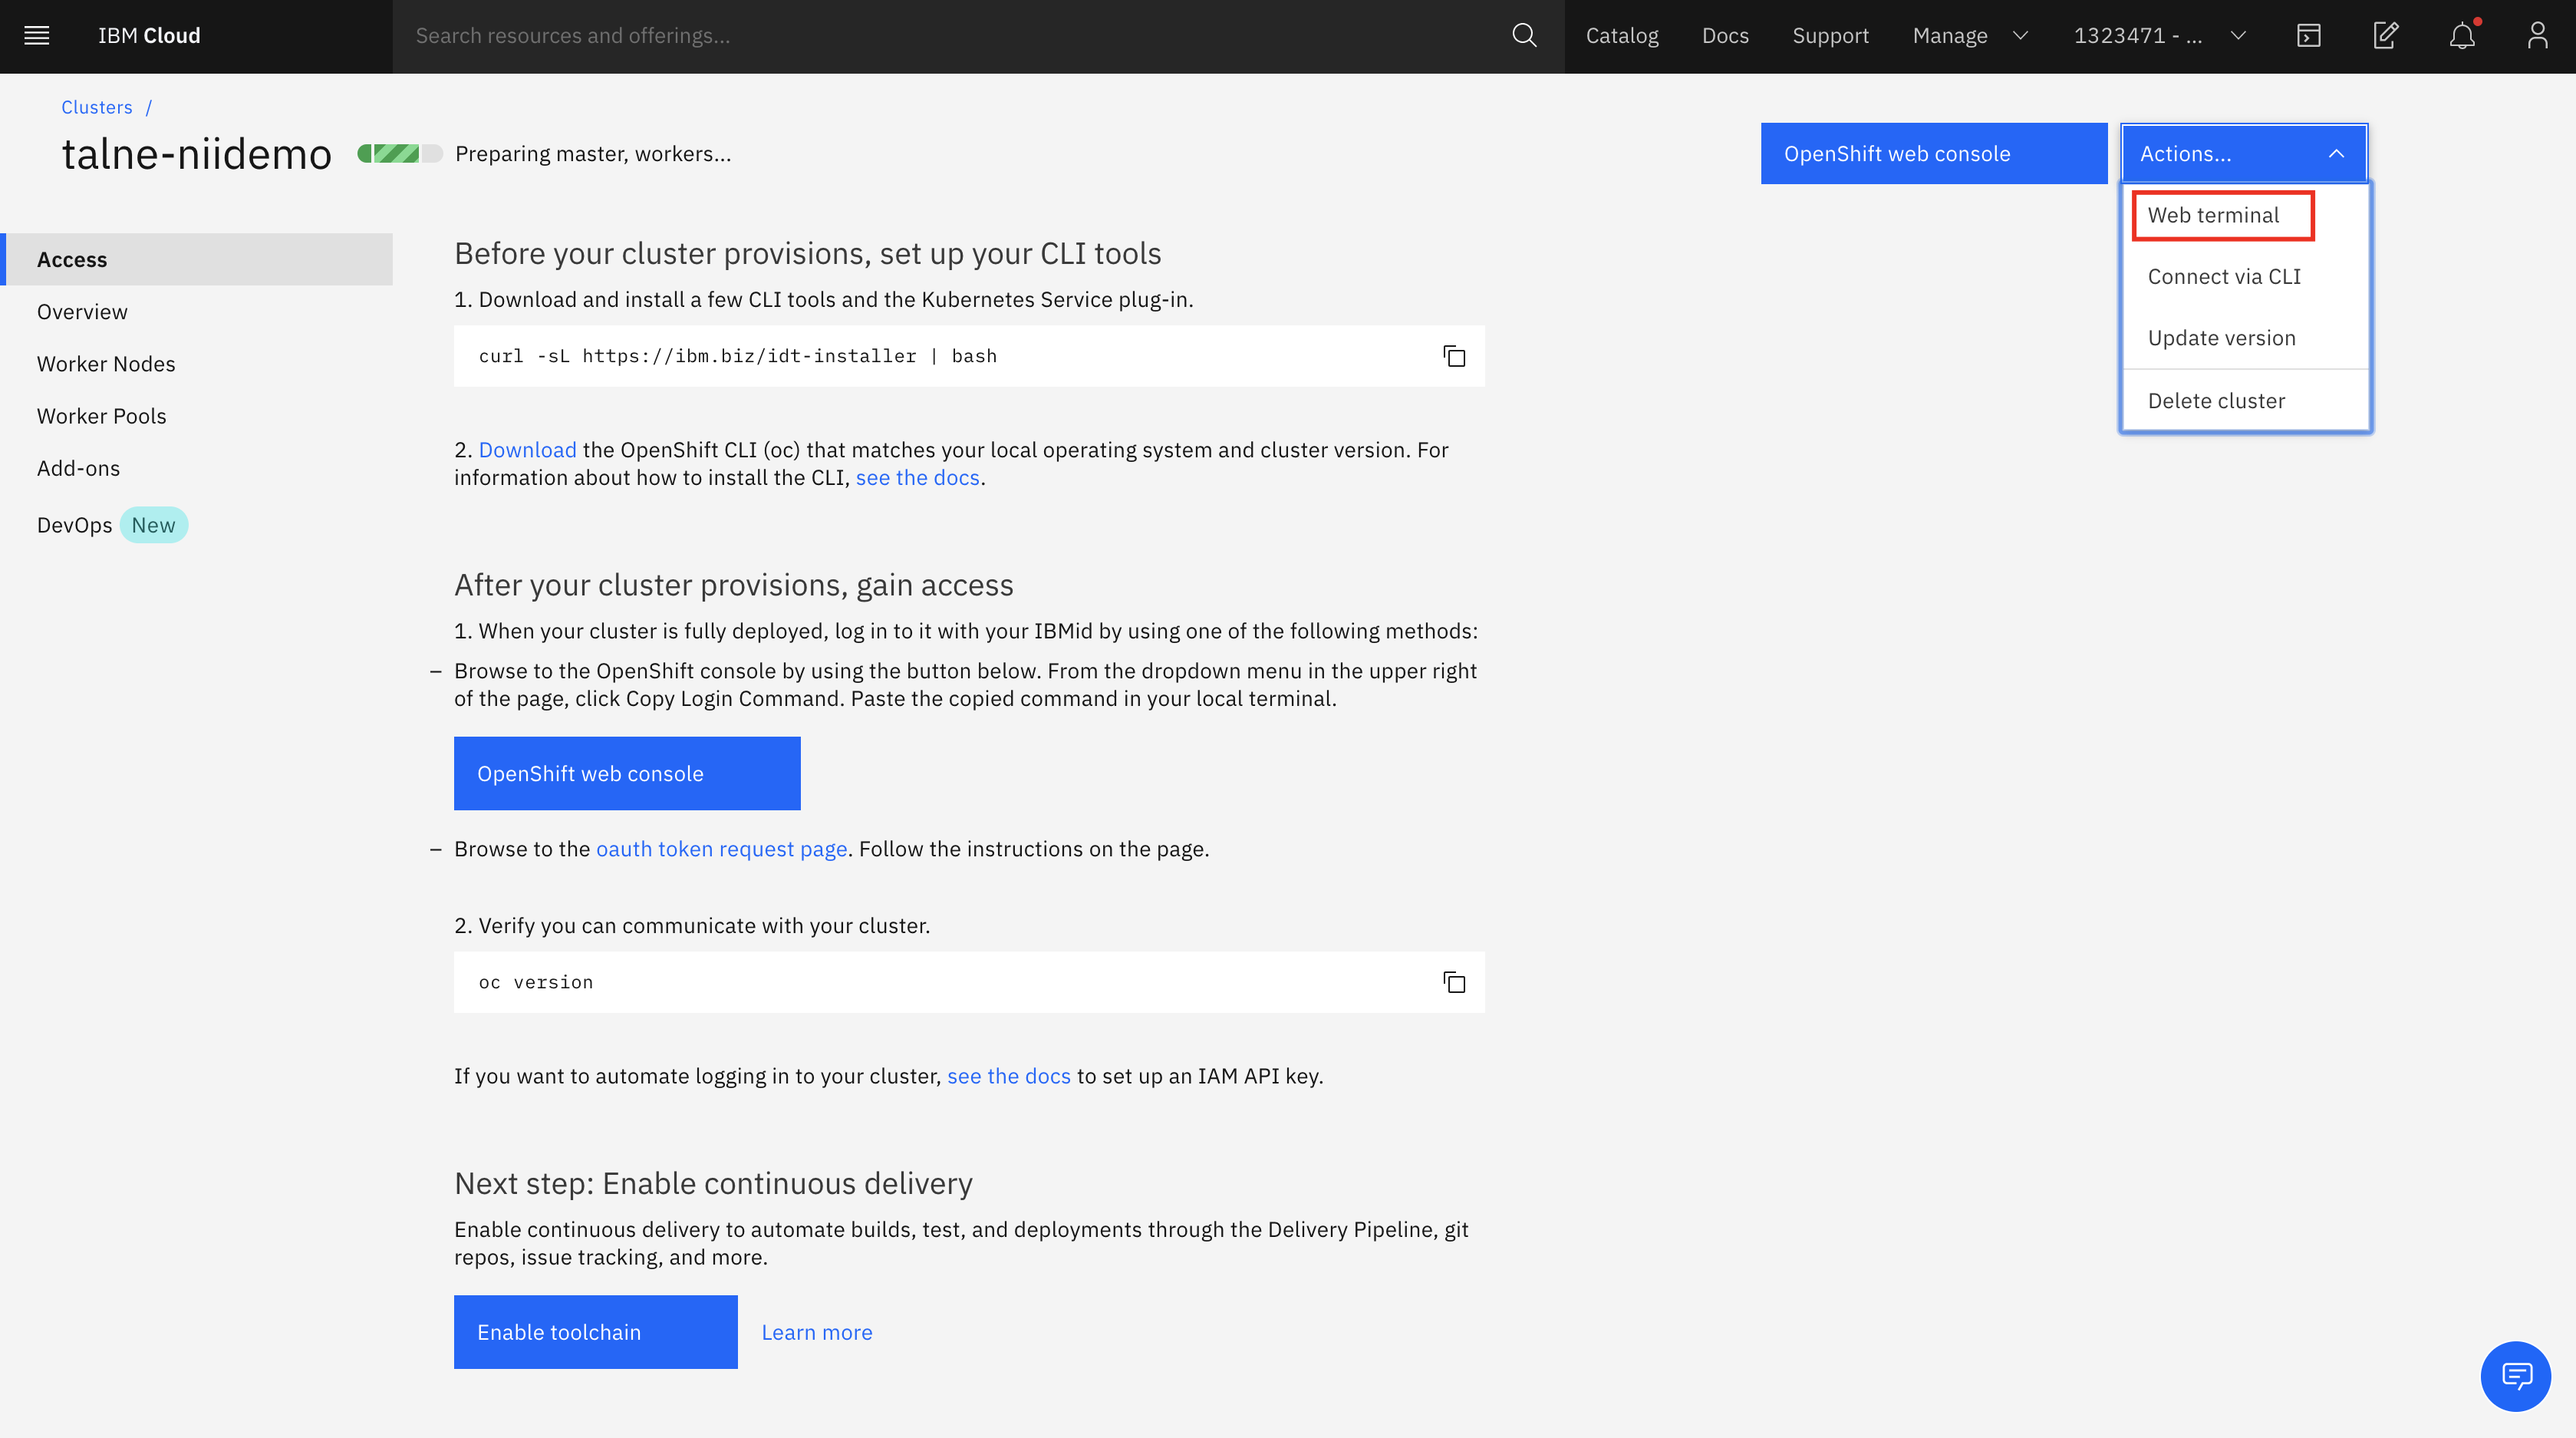 IBM Cloud
Search resources and offerings...
Catalog
Docs
Support
Manage
1323471 - ...
Clusters /
talne-niidemo
Preparing master, workers...
OpenShift web console
Actions...
Web terminal
Connect via CLI
Update version
Delete cluster
Access
Overview
Worker Nodes
Worker Pools
Add-ons
DevOps New
Before your cluster provisions, set up your CLI tools
1. Download and install a few CLI tools and the Kubernetes Service plug-in.
curl -sL https://ibm.biz/idt-installer | bash
2. Download the OpenShift CLI (oc) that matches your local operating system and cluster version. For
information about how to install the CLI, see the docs.
After your cluster provisions, gain access
1. When your cluster is fully deployed, log in to it with your IBMid by using one of the following methods:
– Browse to the OpenShift console by using the button below. From the dropdown menu in the upper right
of the page, click Copy Login Command. Paste the copied command in your local terminal.
OpenShift web console
– Browse to the oauth token request page. Follow the instructions on the page.
2. Verify you can communicate with your cluster.
oc version
If you want to automate logging in to your cluster, see the docs to set up an IAM API key.
Next step: Enable continuous delivery
Enable continuous delivery to automate builds, test, and deployments through the Delivery Pipeline, git
repos, issue tracking, and more.
Enable toolchain
Learn more